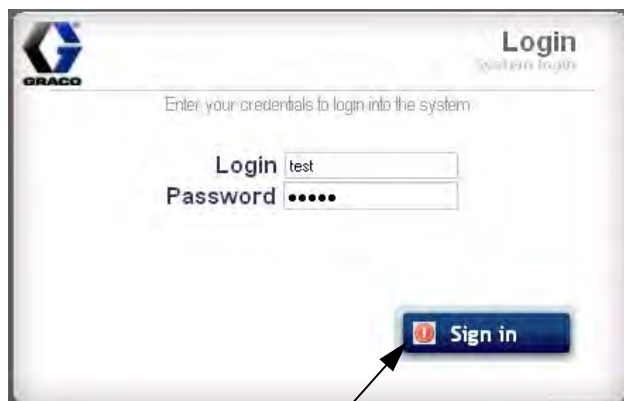 GRACO
Login
System login
Enter your credentials to login into the system
Login test
Password •••••
Sign in